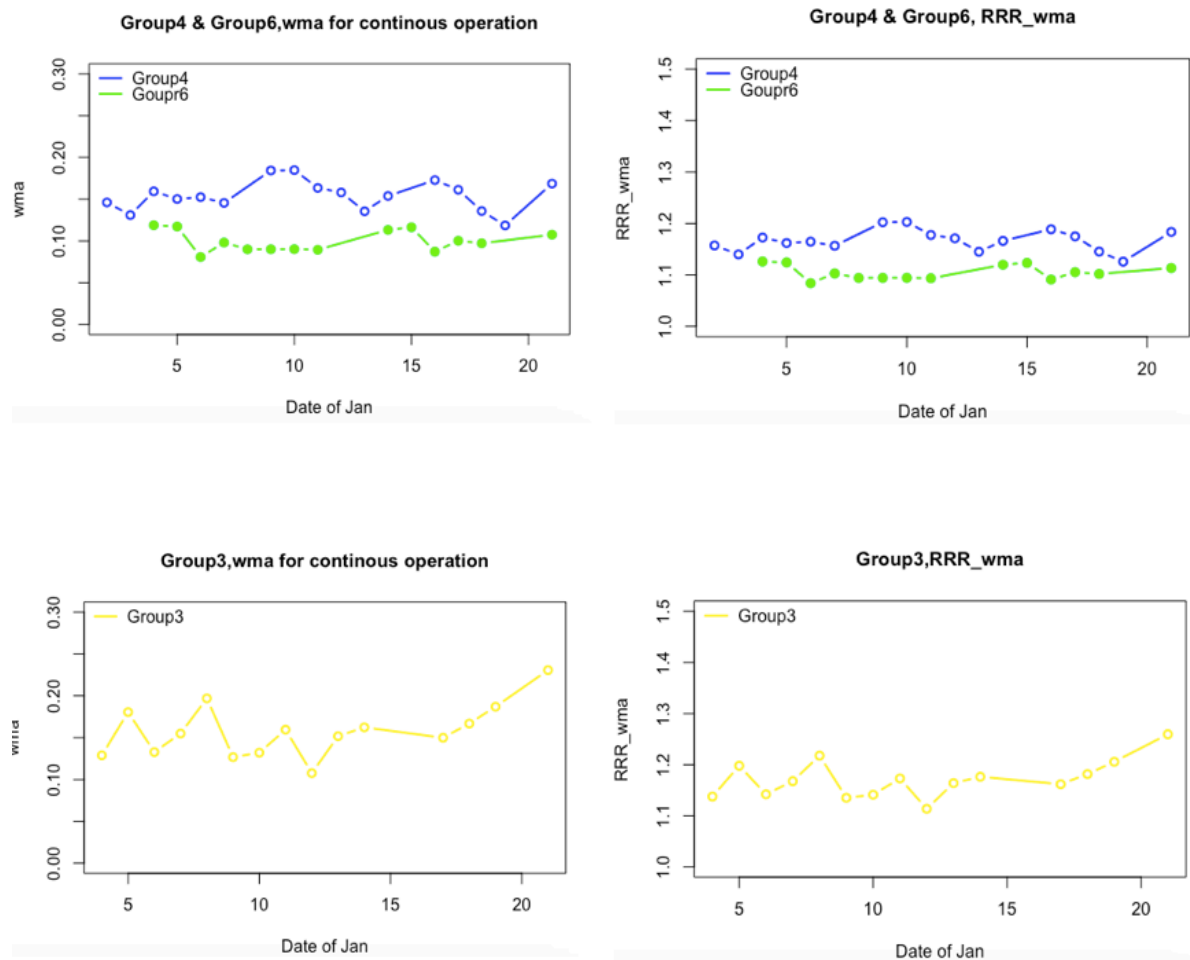 Group4 & Group6,wma for continous operation
wma
0.00 0.10 0.20 0.30
Group4
Goupr6
5 10 15 20
Date of Jan
Group4 & Group6, RRR_wma
RRR_wma
1.0 1.1 1.2 1.3 1.4 1.5
Group4
Group6
5 10 15 20
Date of Jan
Group3,wma for continous operation
wma
0.00 0.10 0.20 0.30
Group3
5 10 15 20
Date of Jan
Group3,RRR_wma
RRR_wma
1.0 1.1 1.2 1.3 1.4 1.5
Group3
5 10 15 20
Date of Jan